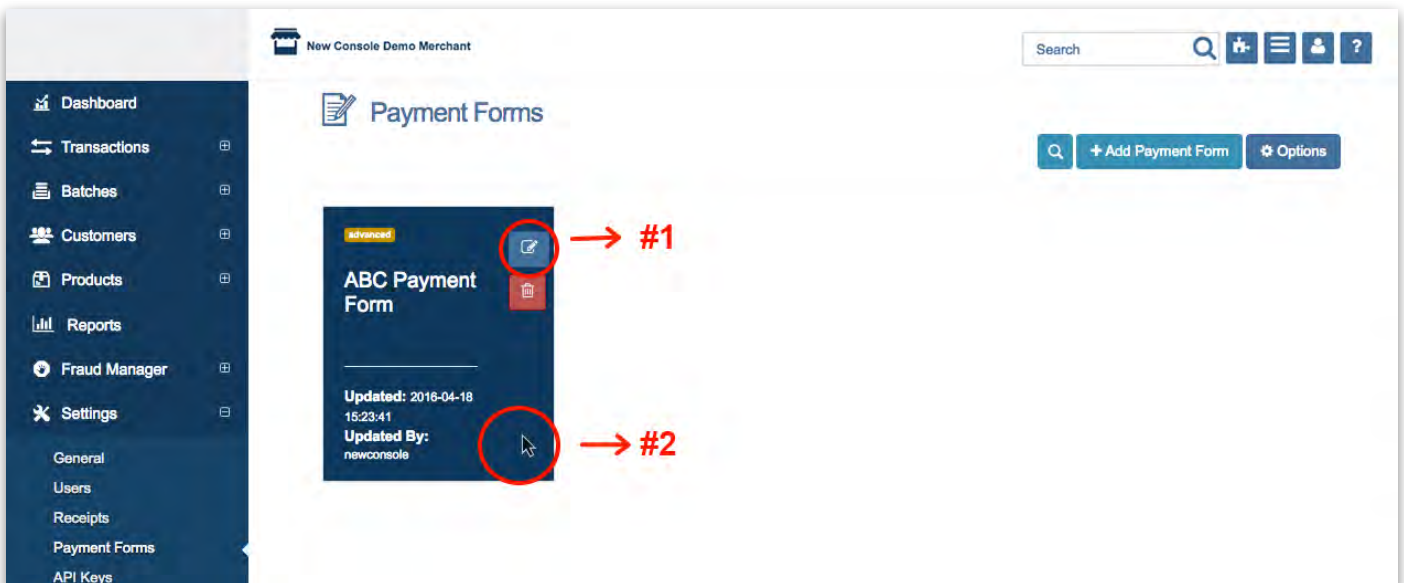 New Console Demo Merchant
Search
?
Dashboard
Payment Forms
Transactions
+ Add Payment Form
Options
Batches
Customers
Products
Reports
Fraud Manager
Settings
General
Users
Receipts
Payment Forms
API Keys
advanced
#1
ABC Payment
Form
Updated: 2016-04-18
15:23:41
Updated By:
newconsole
#2